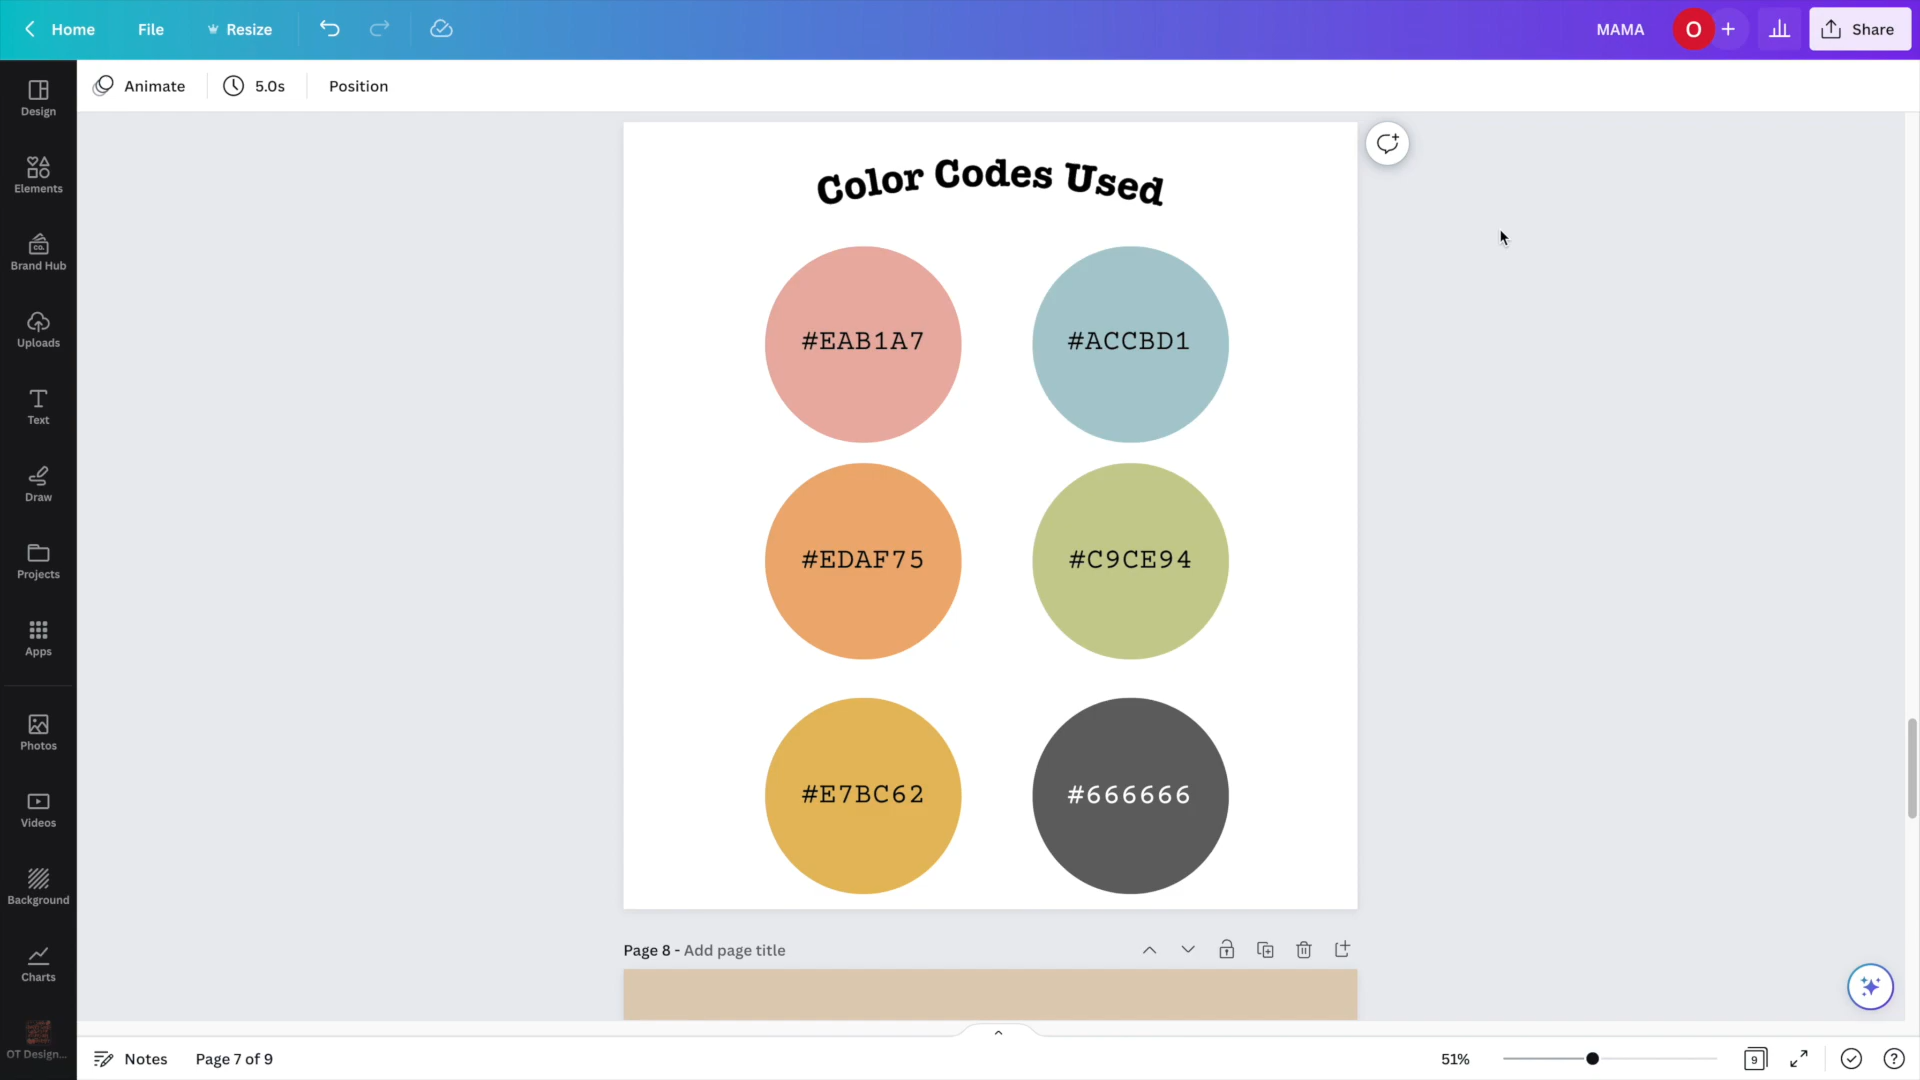 Home File Resize MAMA O Share
Animate 5.0s Position
Design
Elements
Brand Hub
Uploads
Text
Draw
Projects
Apps
Photos
Videos
Background
Charts
OT Design...
Color Codes Used
#EAB1A7 #ACCBD1
#EDAF75 #C9CE94
#E7BC62 #666666
Page 8 - Add page title
Notes Page 7 of 9 51% 9